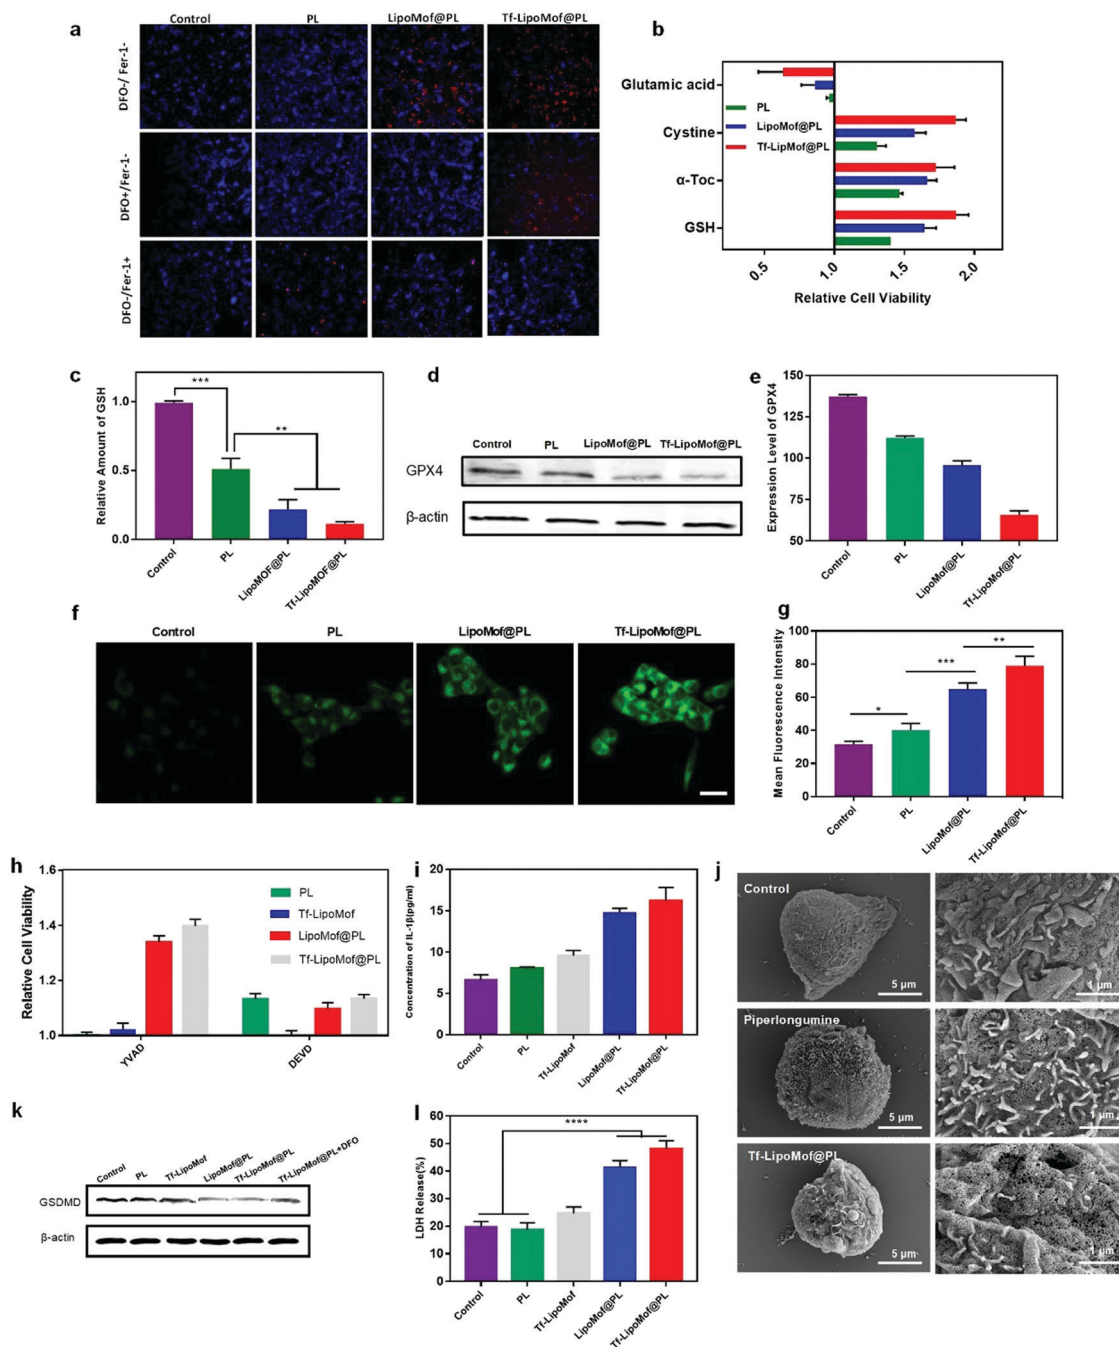 a
Control PL LipoMof@PL Tf-LipoMof@PL
DFO-/ Fer-1-
DFO+/Fer-1-
DFO-/Fer-1+
b
Glutamic acid
Cystine
α-Toc
GSH
PL
LipoMof@PL
Tf-LipMof@PL
0.5 1.0 1.5 2.0
Relative Cell Viability
c
Relative Amount of GSH
1.0
0.5
0.0
***
**
Control PL LipoMOF@PL Tf-LipoMOF@PL
d
Control PL LipoMof@PL Tf-LipoMof@PL
GPX4
β-actin
e
Expression Level of GPX4
150
125
100
75
50
Control PL LipoMof@PL Tf-LipoMof@PL
f
Control PL LipoMof@PL Tf-LipoMof@PL
g
Mean Fluorescence Intensity
100
80
60
40
20
0
*
***
**
Control PL LipoMof@PL Tf-LipoMof@PL
h
Relative Cell Viability
1.6
1.4
1.2
1.0
PL
Tf-LipoMof
LipoMof@PL
Tf-LipoMof@PL
YVAD DEVD
i
Concentration of IL-1β(pg/ml)
20
15
10
5
0
Control PL Tf-LipoMof LipoMof@PL Tf-LipoMof@PL
j
Control
5 μm 1 μm
Piperlongumine
5 μm 1 μm
Tf-LipoMof@PL
5 μm 1 μm
k
Control PL Tf-LipoMof LipoMof@PL Tf-LipoMof@PL Tf-LipoMof@PL+DFO
GSDMD
β-actin
l
LDH Release(%)
60
50
40
30
20
10
0
****
Control PL Tf-LipoMof LipoMof@PL Tf-LipoMof@PL